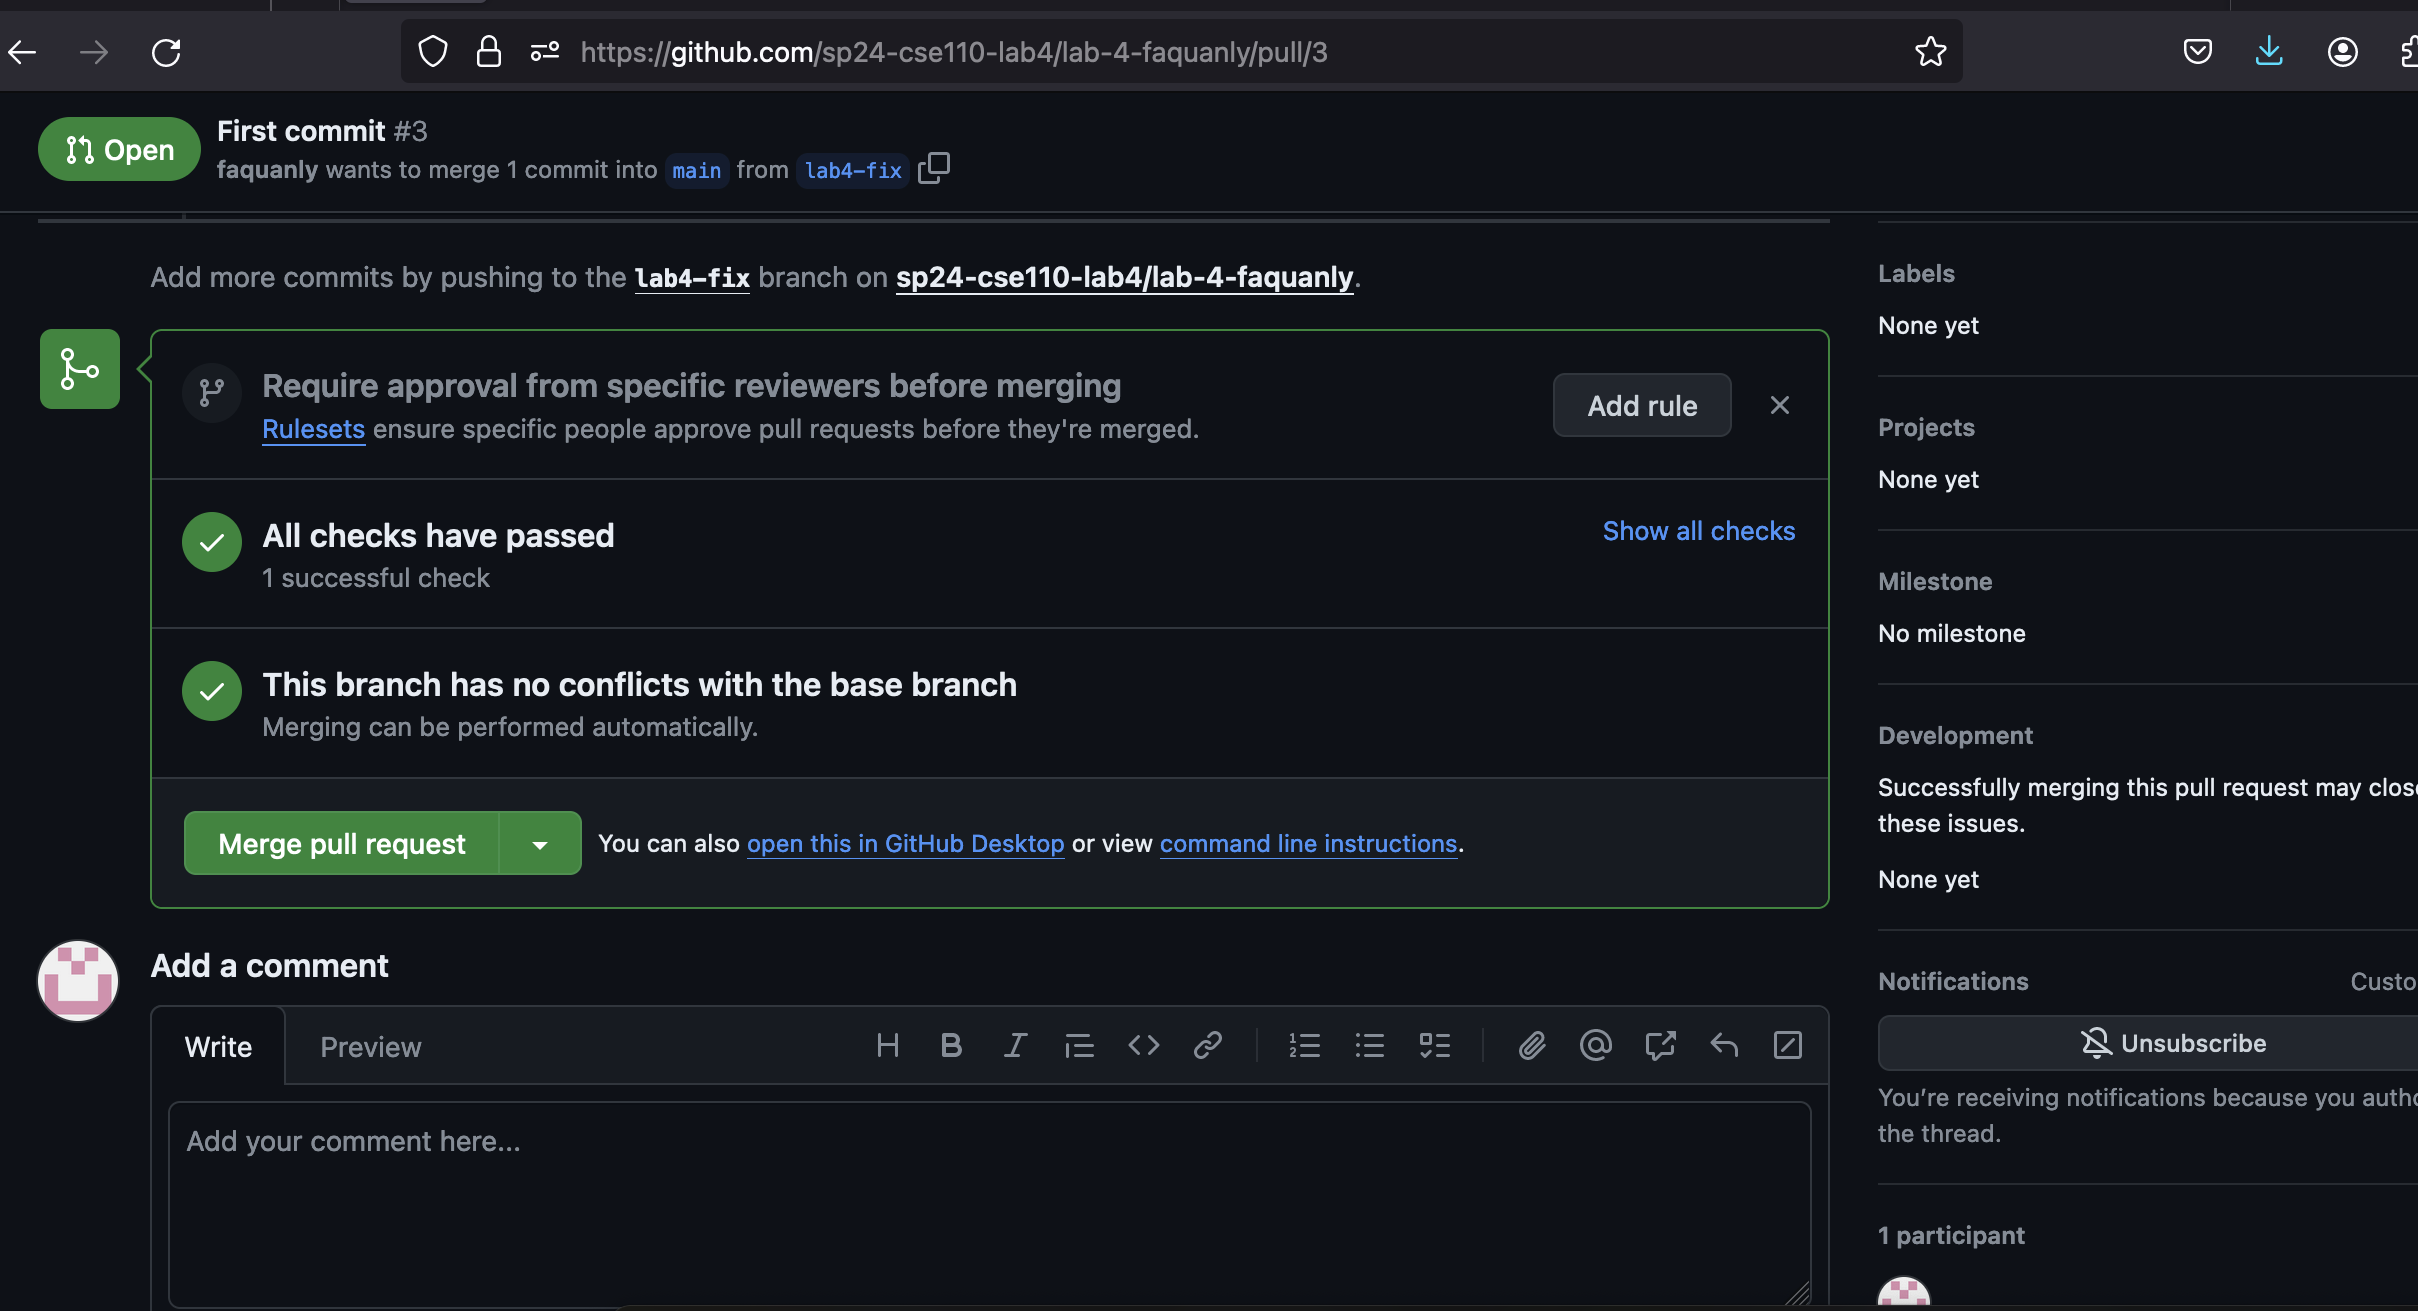 https://github.com/sp24-cse110-lab4/lab-4-faquanly/pull/3
Open
First commit #3
faquanly wants to merge 1 commit into main from lab4-fix
Add more commits by pushing to the lab4-fix branch on sp24-cse110-lab4/lab-4-faquanly.
Require approval from specific reviewers before merging
Rulesets ensure specific people approve pull requests before they're merged.
Add rule
All checks have passed
1 successful check
Show all checks
This branch has no conflicts with the base branch
Merging can be performed automatically.
Merge pull request
You can also open this in GitHub Desktop or view command line instructions.
Add a comment
Write
Preview
Add your comment here...
Labels
None yet
Projects
None yet
Milestone
No milestone
Development
Successfully merging this pull request may clos
these issues.
None yet
Notifications
Custo
Unsubscribe
You’re receiving notifications because you auth
the thread.
1 participant